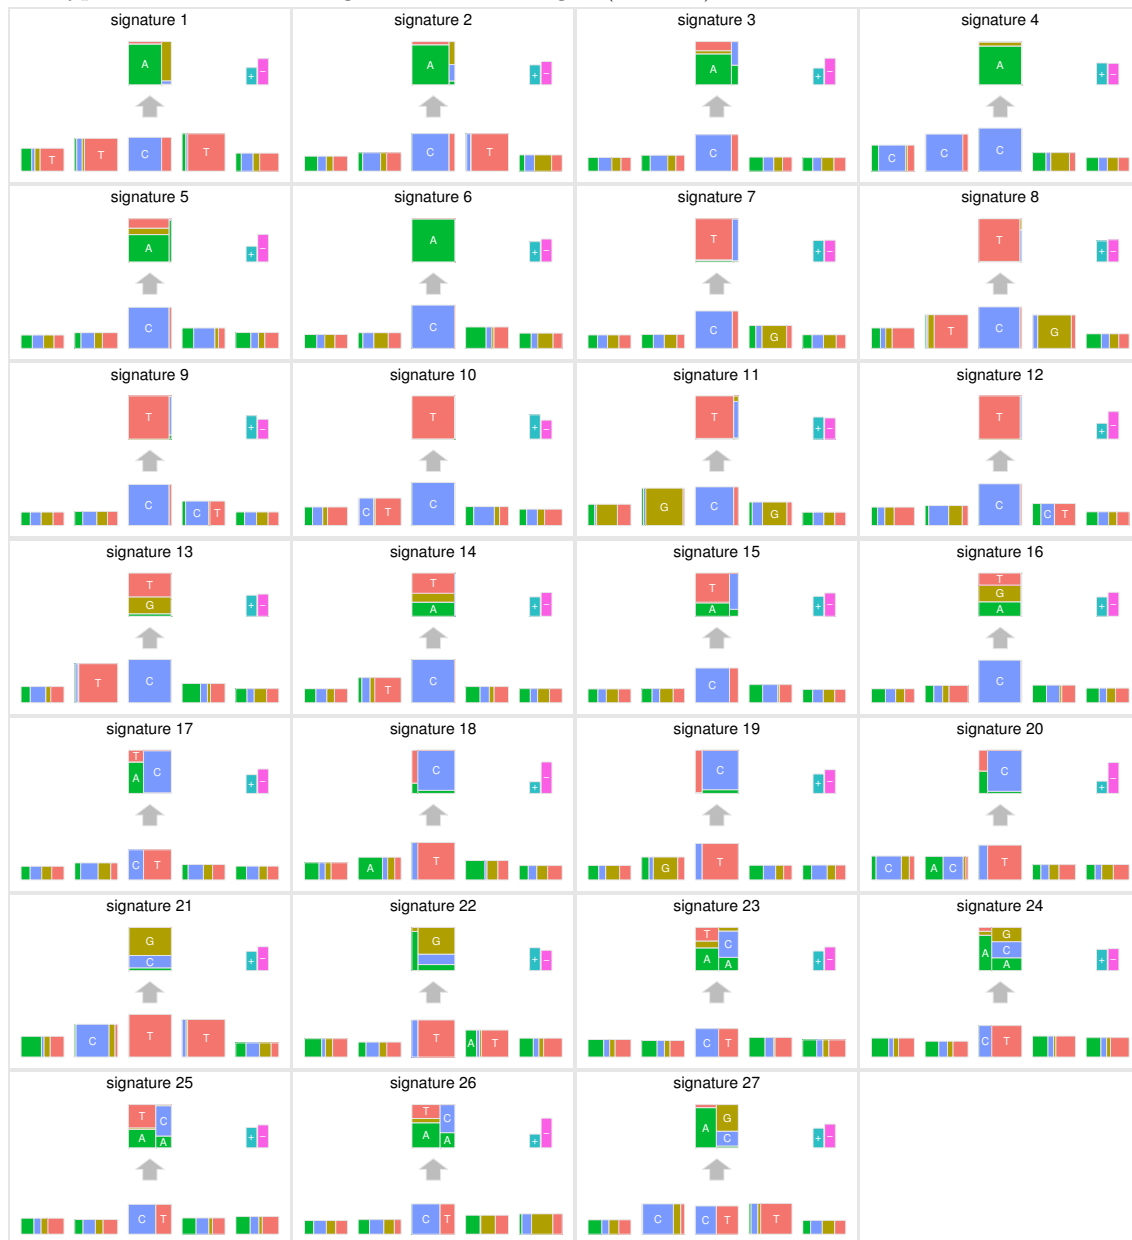 signature 1 signature 2 signature 3 signature 4
A A A A
+ − + − + − + −
T T C T C T C C C C
signature 5 signature 6 signature 7 signature 8
A A T T
+ − + − + − + −
C C C G T C G
signature 9 signature 10 signature 11 signature 12
T T T T
+ − + − + − + −
C C T C T C G C G C C T
signature 13 signature 14 signature 15 signature 16
T T T T
G A A G
A
+ − + − + − + −
T C T C C C
signature 17 signature 18 signature 19 signature 20
T C C C C
A
+ − + − + − + −
C T A T G T C A C T
signature 21 signature 22 signature 23 signature 24
G G T C G
C A A A C
A
+ − + − + − + −
C T T T A T C T C T
signature 25 signature 26 signature 27
T C T C A G
A A A A C
+ − + − + −
C T C T C C T T